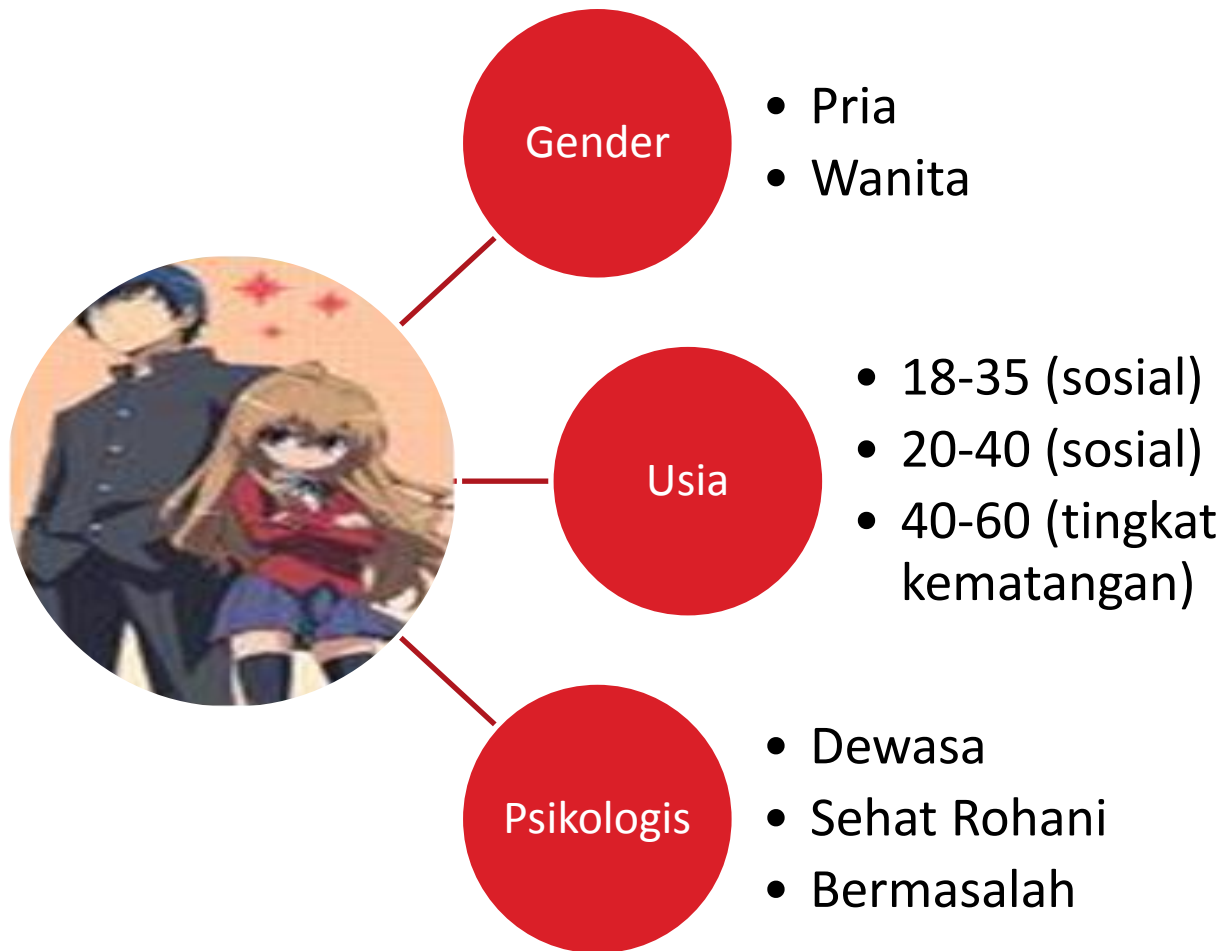 Gender
• Pria
• Wanita
Usia
• 18-35 (sosial)
• 20-40 (sosial)
• 40-60 (tingkat
kematangan)
Psikologis
• Dewasa
• Sehat Rohani
• Bermasalah